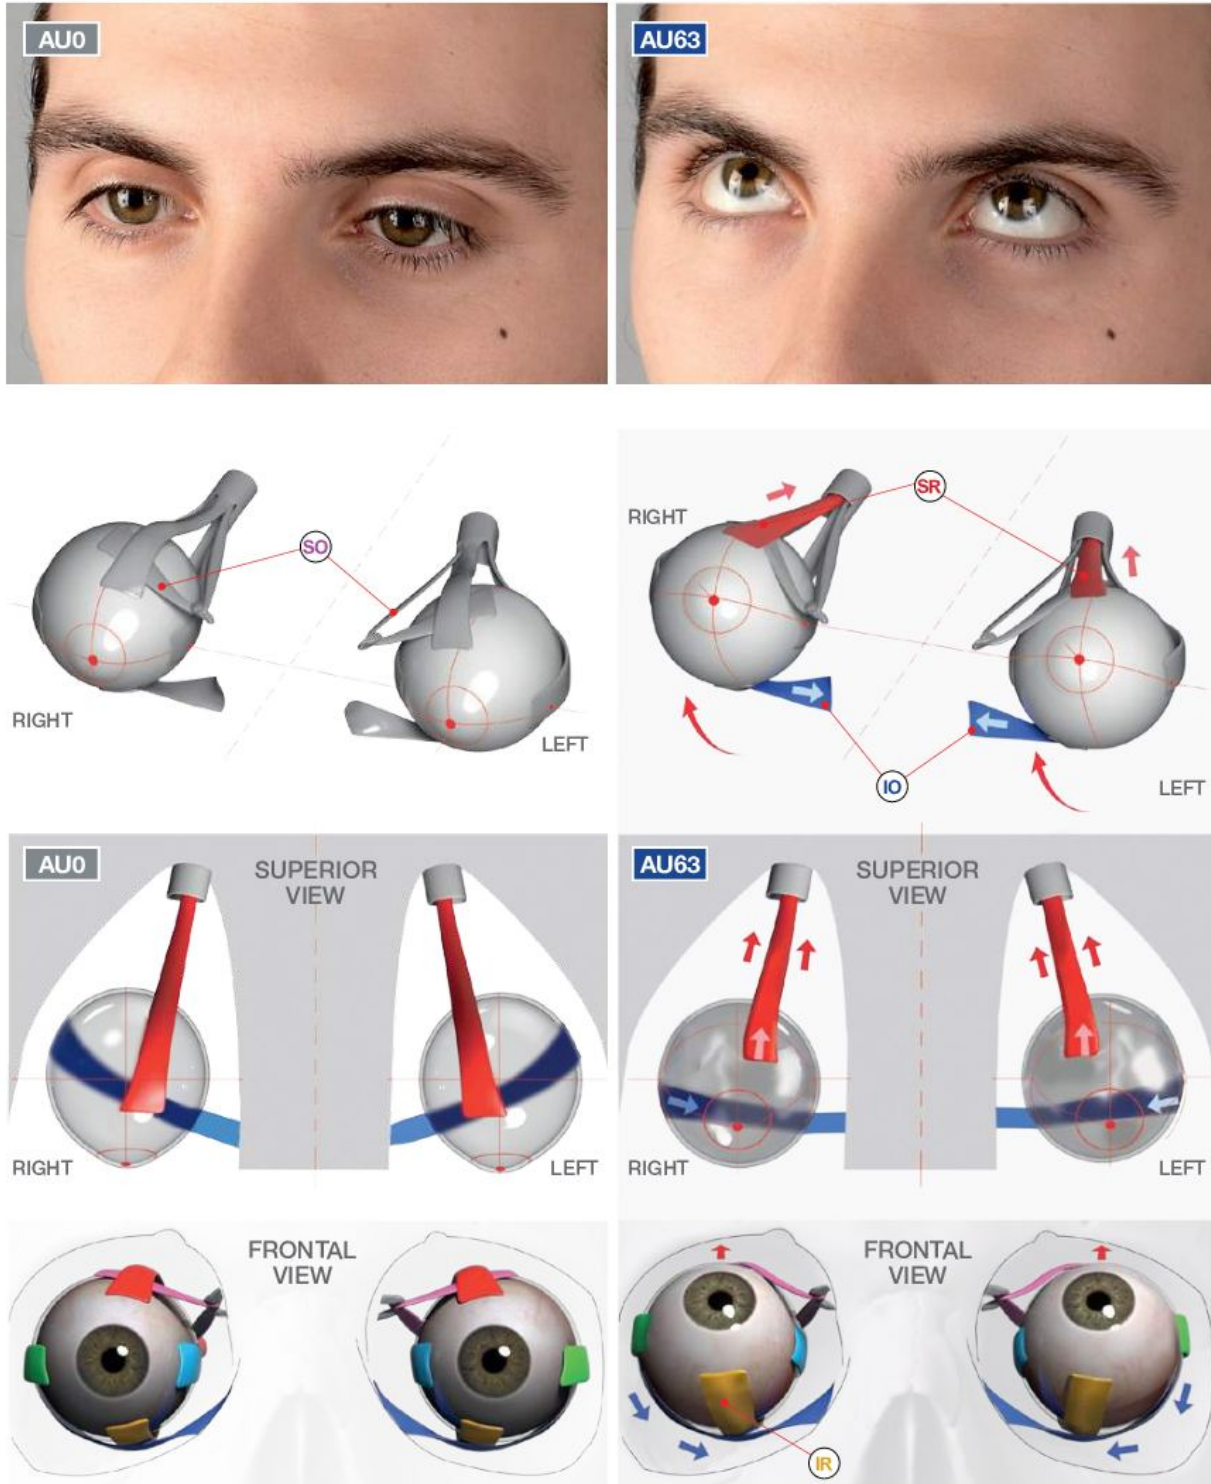 AU0
AU63
SO
RIGHT
LEFT
SR
RIGHT
IO
LEFT
AU0
SUPERIOR
VIEW
RIGHT
LEFT
AU63
SUPERIOR
VIEW
RIGHT
LEFT
FRONTAL
VIEW
FRONTAL
VIEW
IR